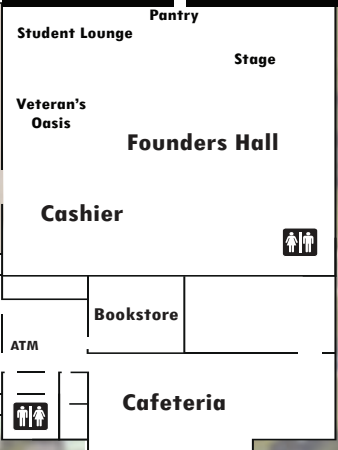 Pantry
Student Lounge
Stage
Veteran's
Oasis
Founders Hall
Cashier
Bookstore
ATM
Cafeteria